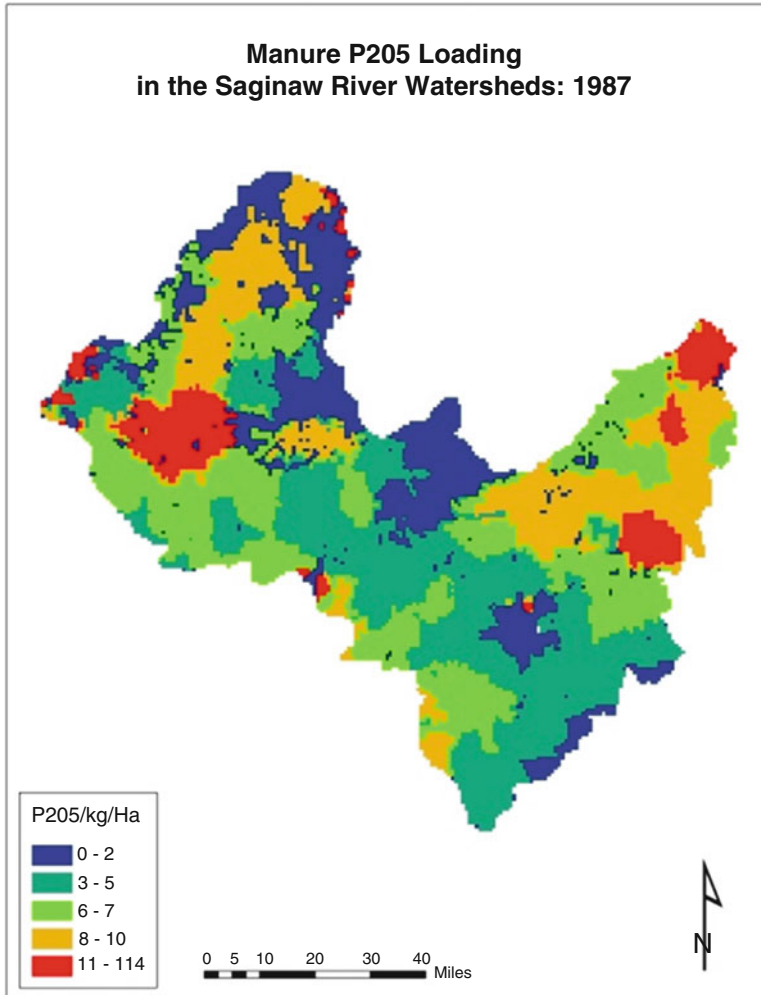 Manure P205 Loading
in the Saginaw River Watersheds: 1987
P205/kg/Ha
0 - 2
3 - 5
6 - 7
8 - 10
11 - 114
0 5 10 20 30 40
Miles
N